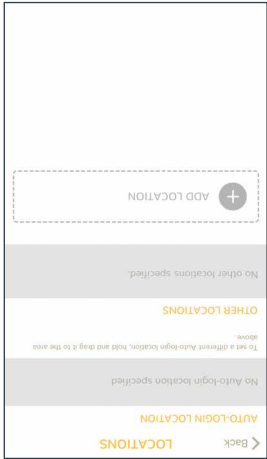 Back
LOCATIONS
AUTO-LOGIN LOCATION
No Auto-login location specified
To set a different Auto-login location, hold and drag it to the area
above
OTHER LOCATIONS
No other locations specified.
ADD LOCATION